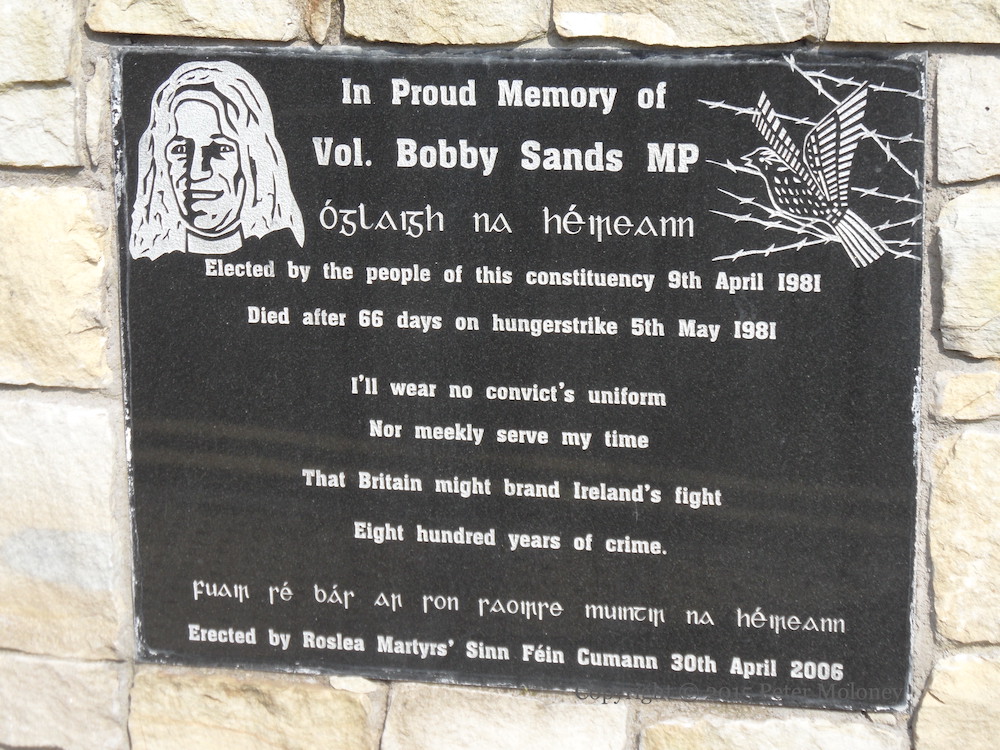 In Proud Memory of
Vol. Bobby Sands MP
Óglaigh na hÉireann
Elected by the people of this constituency 9th April 1981
Died after 66 days on hungerstrike 5th May 1981
I'll wear no convict's uniform
Nor meekly serve my time
That Britain might brand Ireland's fight
Eight hundred years of crime.
Fuair sé bás ar son saoirse muintir na hÉireann
Erected by Roslea Martyrs' Sinn Féin Cumann 30th April 2006
Copyright © 2015 Peter Moloney